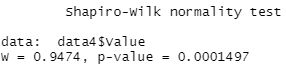 Shapiro-Wilk normality test
data:  data4$Value
W = 0.9474, p-value = 0.0001497